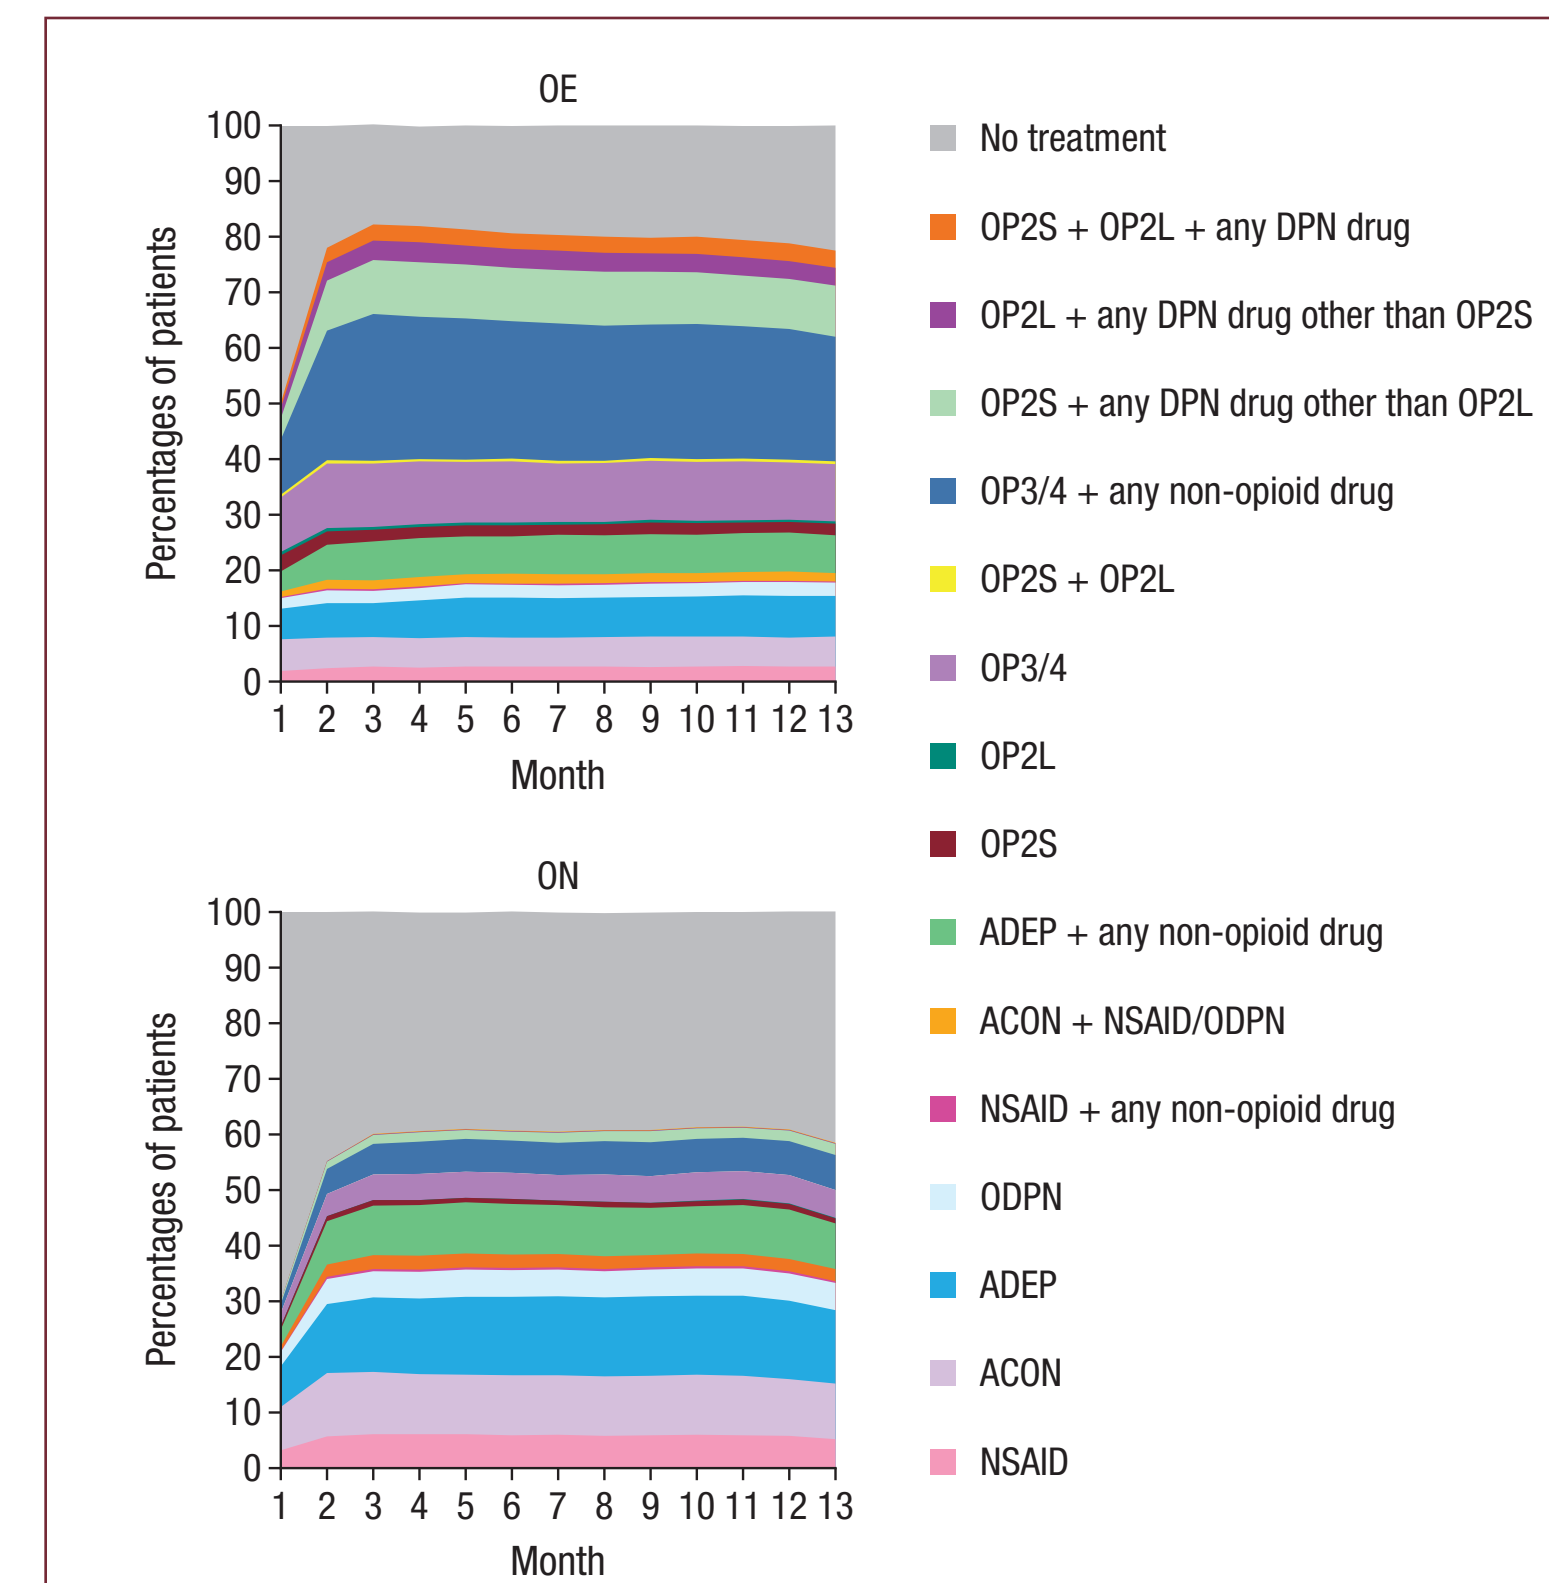 OE
100
90
80
70
60
50
40
30
20
10
0
Percentages of patients
1 2 3 4 5 6 7 8 9 10 11 12 13
Month
ON
100
90
80
70
60
50
40
30
20
10
0
Percentages of patients
1 2 3 4 5 6 7 8 9 10 11 12 13
Month
No treatment
OP2S + OP2L + any DPN drug
OP2L + any DPN drug other than OP2S
OP2S + any DPN drug other than OP2L
OP3/4 + any non-opioid drug
OP2S + OP2L
OP3/4
OP2L
OP2S
ADEP + any non-opioid drug
ACON + NSAID/ODPN
NSAID + any non-opioid drug
ODPN
ADEP
ACON
NSAID